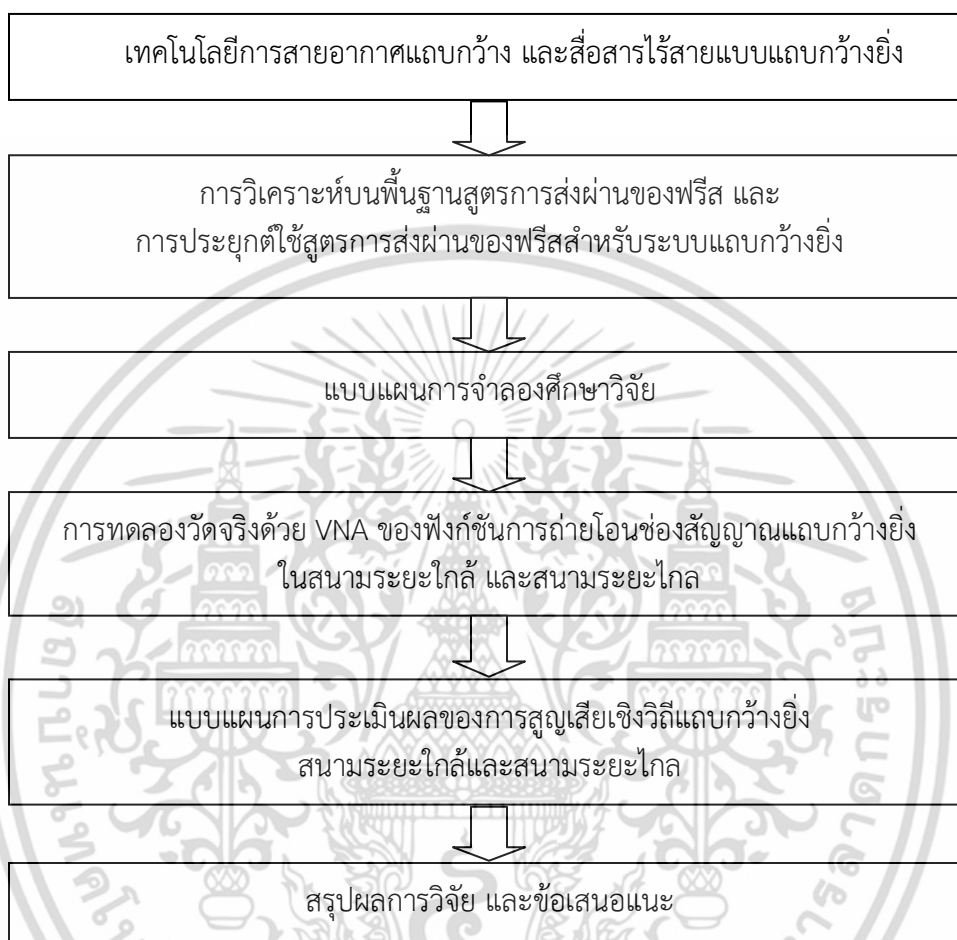 เทคโนโลยีการสายอากาศแถบกว้าง และสื่อสารไร้สายแบบแถบกว้างยิ่ง
การวิเคราะห์บนพื้นฐานสูตรการส่งผ่านของฟรีส และ
การประยุกต์ใช้สูตรการส่งผ่านของฟรีสสำหรับระบบแถบกว้างยิ่ง
แบบแผนการจำลองศึกษาวิจัย
การทดลองวัดจริงด้วย VNA ของฟังก์ชันการถ่ายโอนช่องสัญญาณแถบกว้างยิ่ง
ในสนามระยะใกล้ และสนามระยะไกล
แบบแผนการประเมินผลของการสูญเสียเชิงวิถีแถบกว้างยิ่ง
สนามระยะใกล้และสนามระยะไกล
สรุปผลการวิจัย และข้อเสนอแนะ